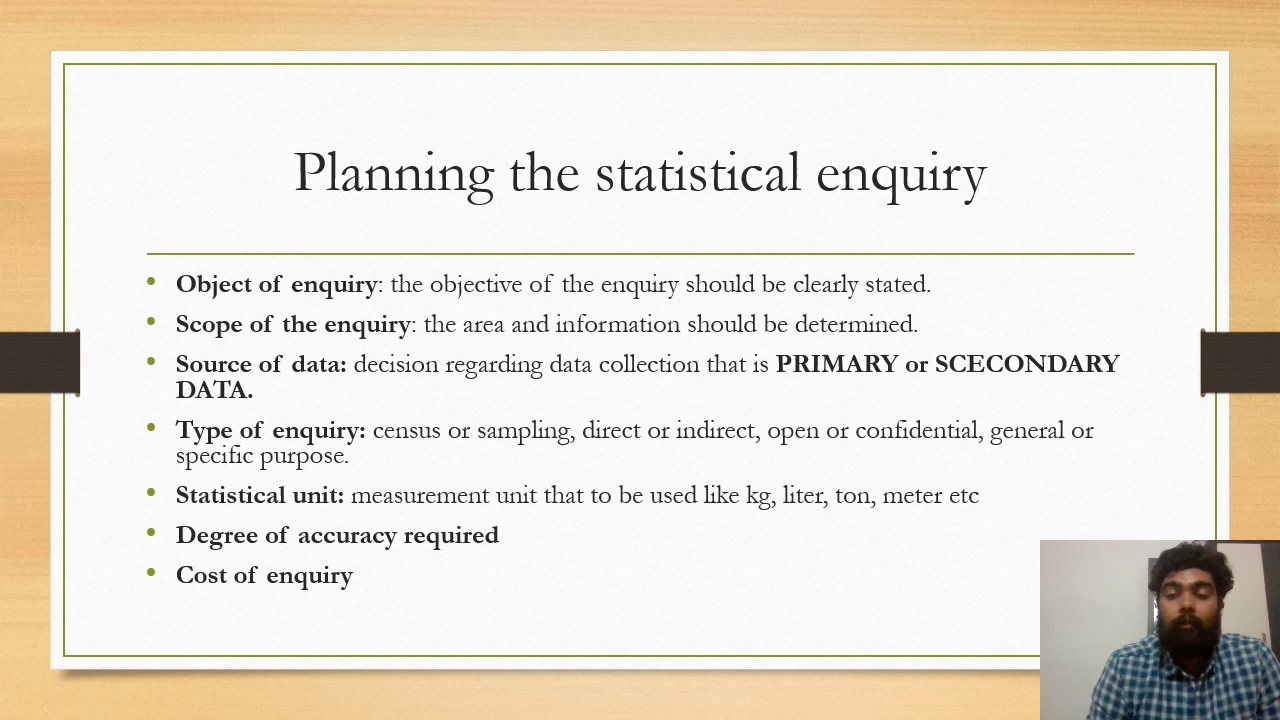 Planning the statistical enquiry
Object of enquiry: the objective of the enquiry should be clearly stated.
Scope of the enquiry: the area and information should be determined.
Source of data: decision regarding data collection that is PRIMARY or SCECONDARY
DATA.
Type of enquiry: census or sampling, direct or indirect, open or confidential, general or
specific purpose.
Statistical unit: measurement unit that to be used like kg, liter, ton, meter etc
Degree of accuracy required
Cost of enquiry